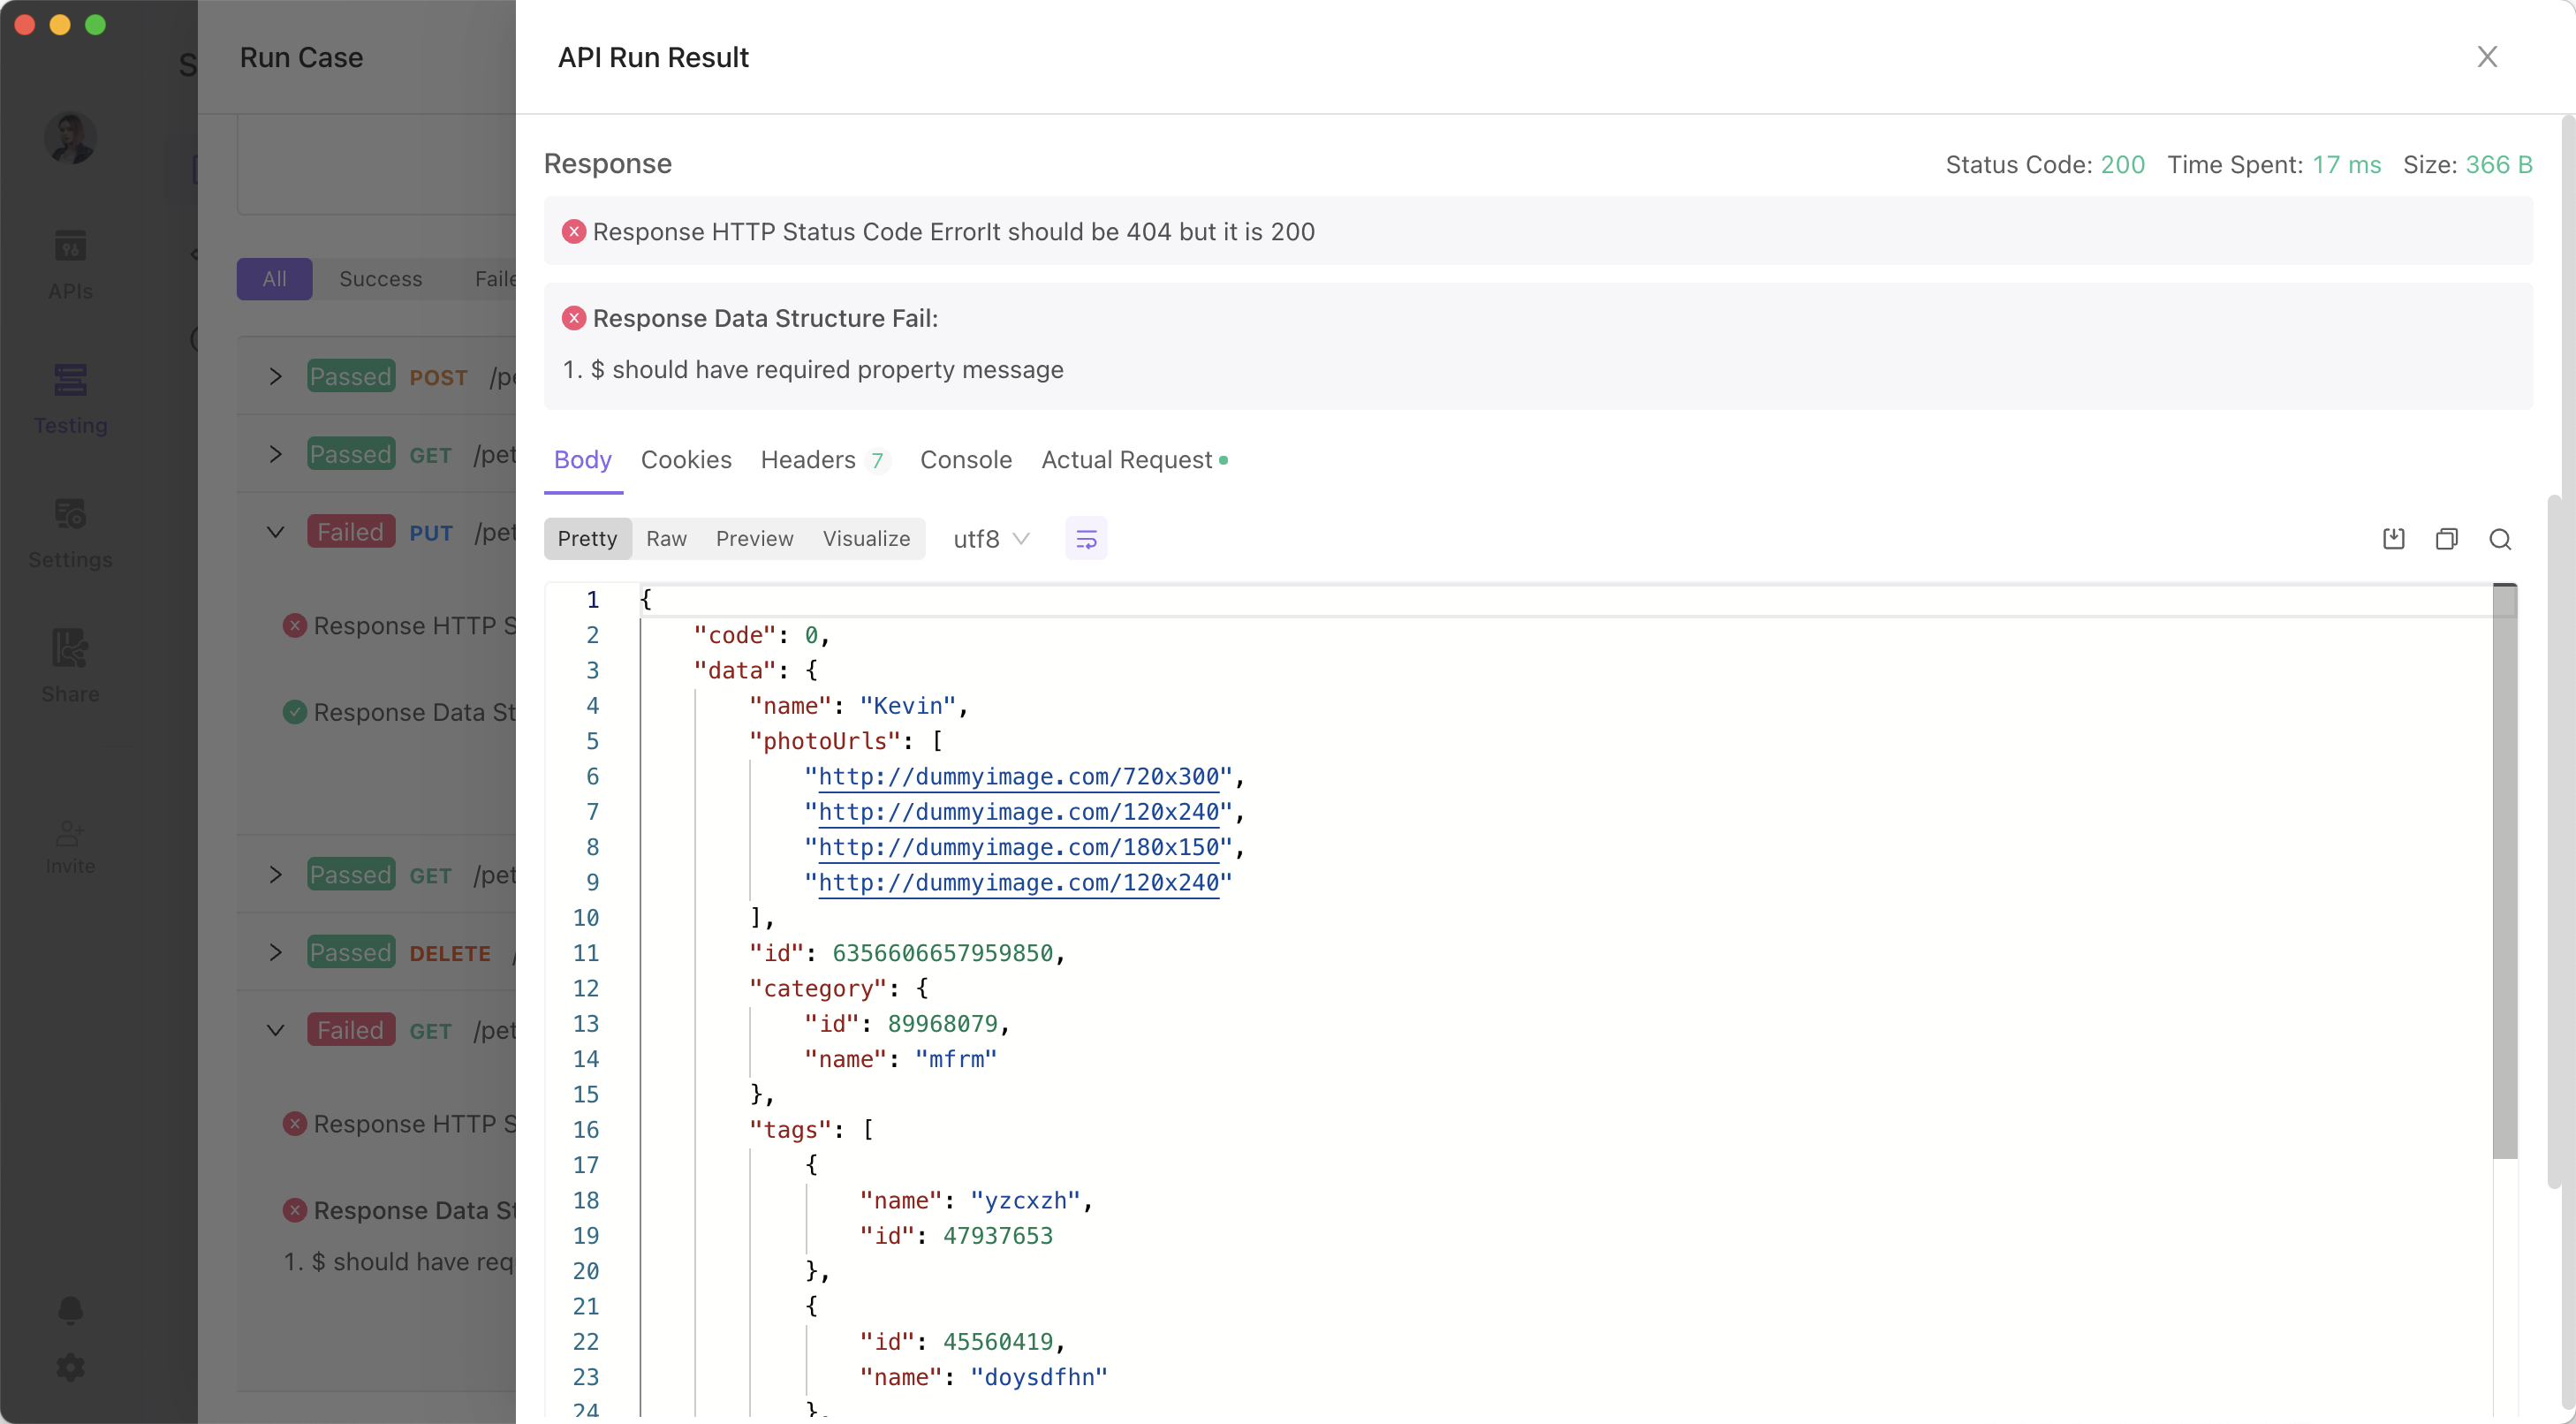 S
Run Case
API Run Result
APIs
Testing
Settings
Share
Invite
All Success Faile
Passed POST /pe
Passed GET /pet
Failed PUT /pet
Response HTTP S
Response Data St
Passed GET /pet
Passed DELETE /
Failed GET /pet
Response HTTP S
Response Data St
1. $ should have req
Response
Status Code: 200 Time Spent: 17 ms Size: 366 B
Response HTTP Status Code ErrorIt should be 404 but it is 200
Response Data Structure Fail:
1. $ should have required property message
Body Cookies Headers 7 Console Actual Request
Pretty Raw Preview Visualize utf8
1 {
2 "code": 0,
3 "data": {
4 "name": "Kevin",
5 "photoUrls": [
6 "http://dummyimage.com/720x300",
7 "http://dummyimage.com/120x240",
8 "http://dummyimage.com/180x150",
9 "http://dummyimage.com/120x240"
10 ],
11 "id": 6356606657959850,
12 "category": {
13 "id": 89968079,
14 "name": "mfrm"
15 },
16 "tags": [
17 {
18 "name": "yzcxzh",
19 "id": 47937653
20 },
21 {
22 "id": 45560419,
23 "name": "doysdfhn"
24 },